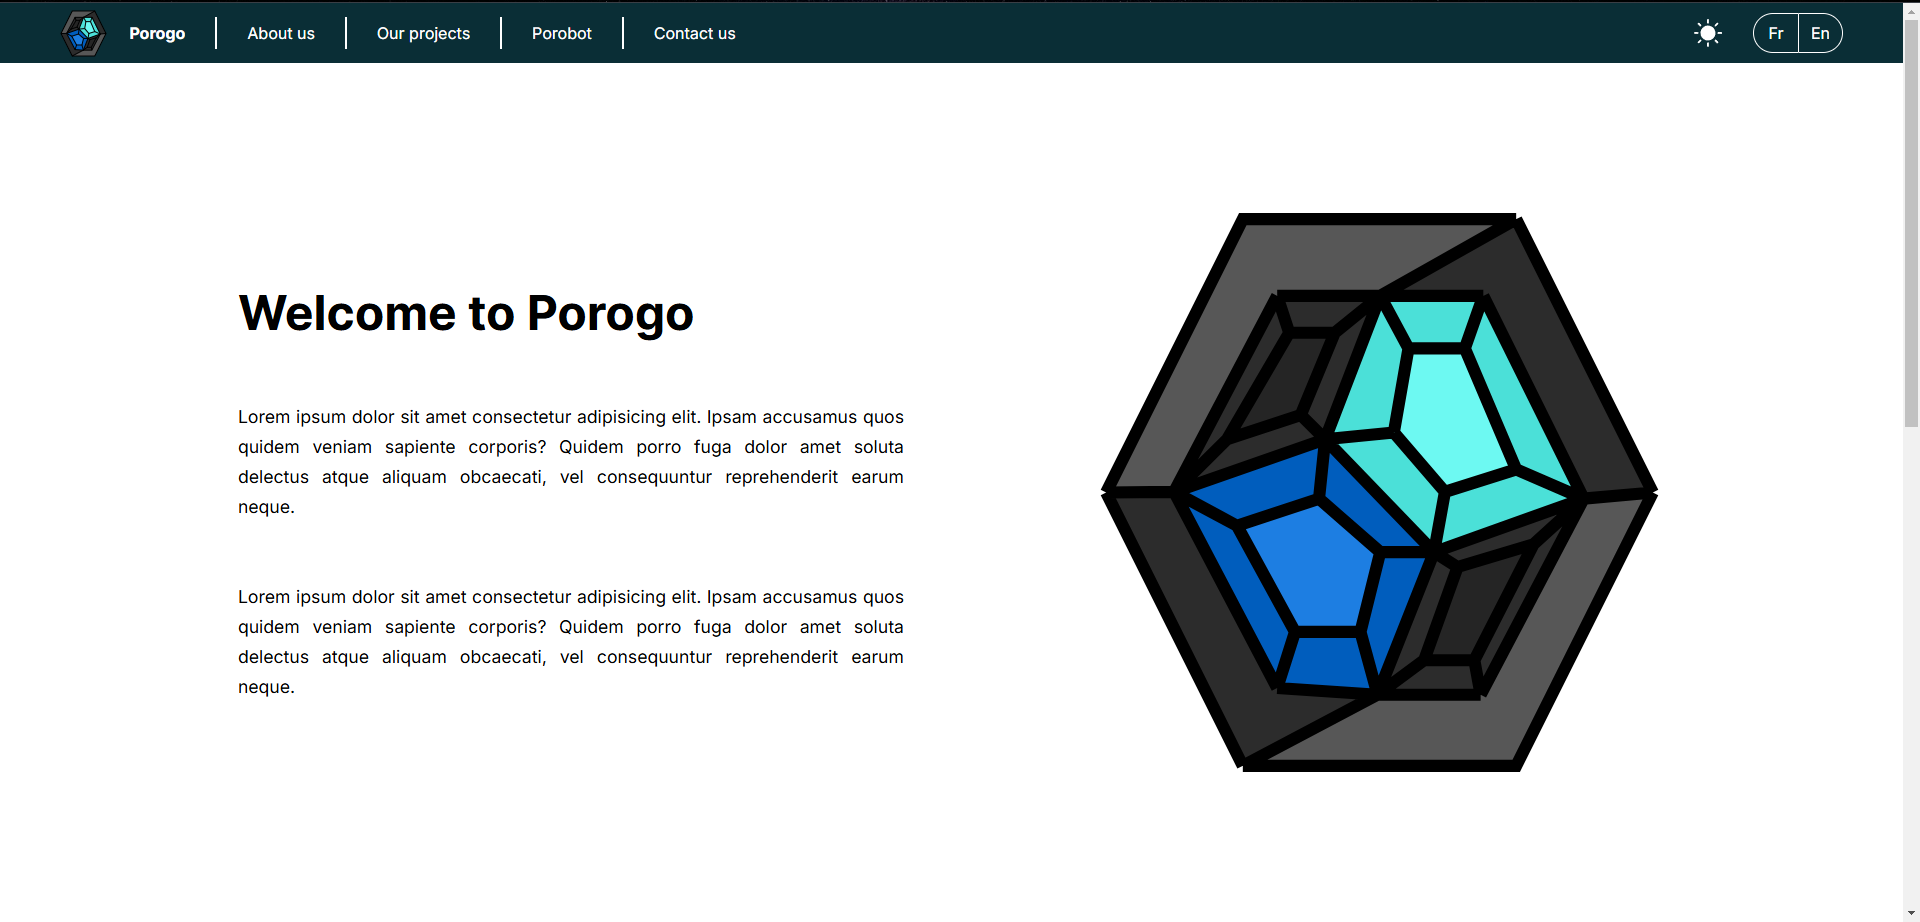 Porogo
About us
Our projects
Porobot
Contact us
Fr
En
Welcome to Porogo
Lorem ipsum dolor sit amet consectetur adipisicing elit. Ipsam accusamus quos
quidem veniam sapiente corporis? Quidem porro fuga dolor amet soluta
delectus atque aliquam obcaecati, vel consequuntur reprehenderit earum
neque.
Lorem ipsum dolor sit amet consectetur adipisicing elit. Ipsam accusamus quos
quidem veniam sapiente corporis? Quidem porro fuga dolor amet soluta
delectus atque aliquam obcaecati, vel consequuntur reprehenderit earum
neque.